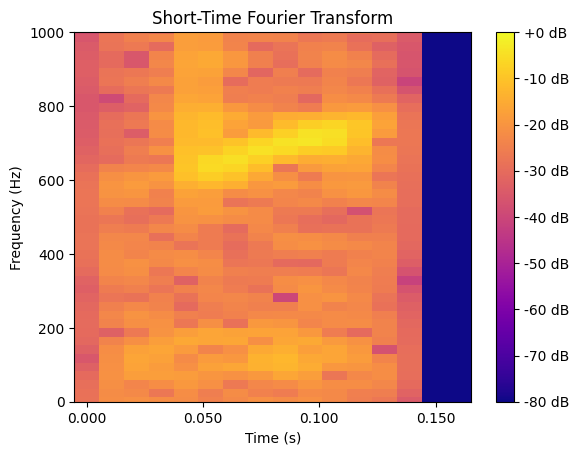 Short-Time Fourier Transform
Frequency (Hz)
1000
800
600
400
200
0
0.000
0.050
0.100
0.150
Time (s)
+0 dB
-10 dB
-20 dB
-30 dB
-40 dB
-50 dB
-60 dB
-70 dB
-80 dB